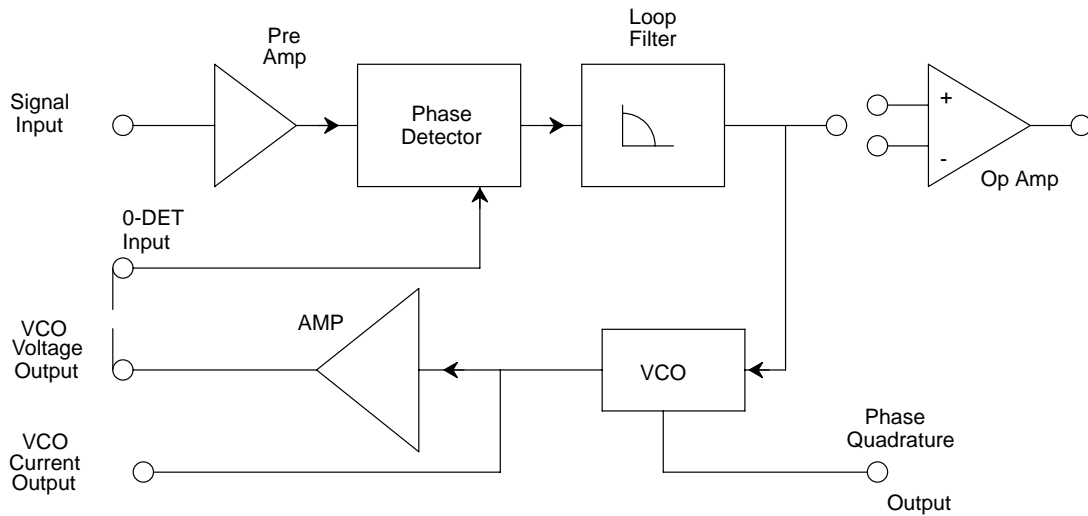 Loop
Filter
Pre
Amp
Signal
Input
Phase
Detector
+
-
Op Amp
0-DET
Input
AMP
VCO
Voltage
Output
VCO
Phase
Quadrature
Output
VCO
Current
Output